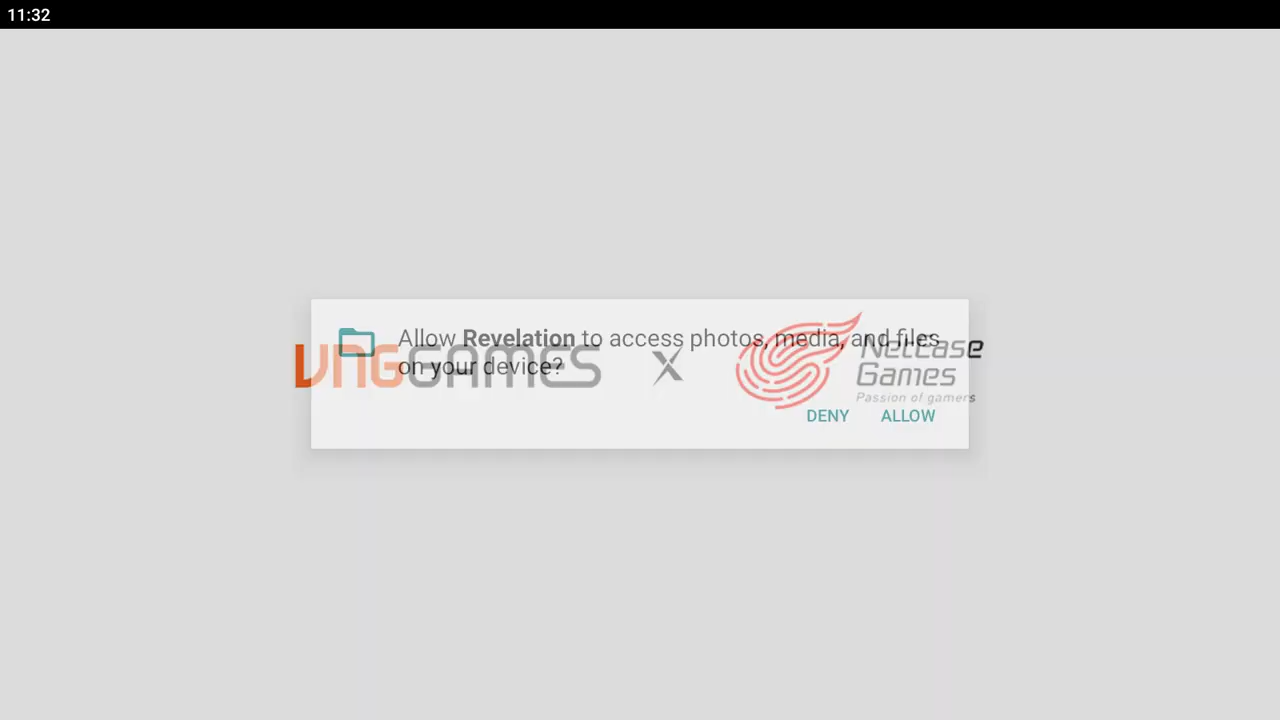 11:32
Allow Revelation to access photos, media, and files
on your device?
VNGGAMES X NetEase
Games
Passion of gamers
DENY ALLOW